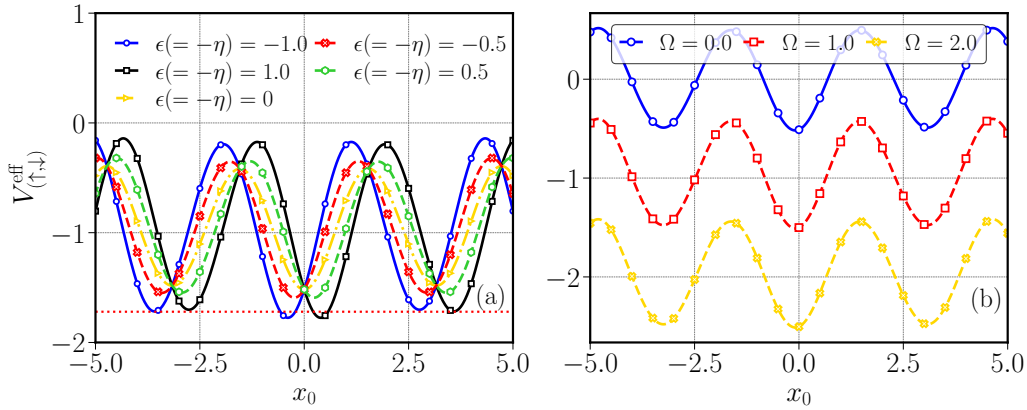 1
0
−1
−2
V^eff_(↑,↓)
ϵ(= −η) = −1.0
ϵ(= −η) = 1.0
ϵ(= −η) = 0
ϵ(= −η) = −0.5
ϵ(= −η) = 0.5
(a)
−5.0 −2.5 0.0 2.5 5.0
x₀
Ω = 0.0 Ω = 1.0 Ω = 2.0
0
−1
−2
(b)
−5.0 −2.5 0.0 2.5 5.0
x₀